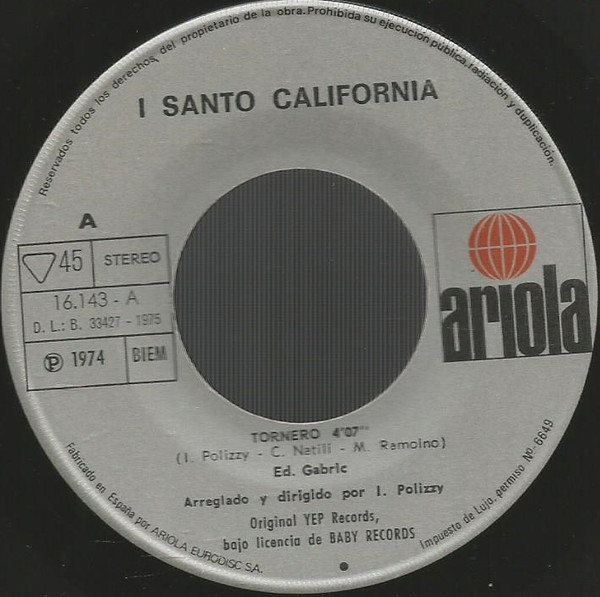 Reservados todos los derechos, del propietario de la obra. Prohibida su ejecución pública, radiación y duplicación.
I SANTO CALIFORNIA
A
45 STEREO
16.143 - A
D. L.: B. 33427 - 1975
Ⓟ 1974 BIEM
ariola
TORNERO 4'07"
(I. Polizzy - C. Natili - M. Ramoino)
Ed. Gabric
Arreglado y dirigido por I. Polizzy
Original YEP Records,
bajo licencia de BABY RECORDS
Fabricado en España por ARIOLA EURODISC S.A.
Impuesto de Lujo, permiso Nº 6649